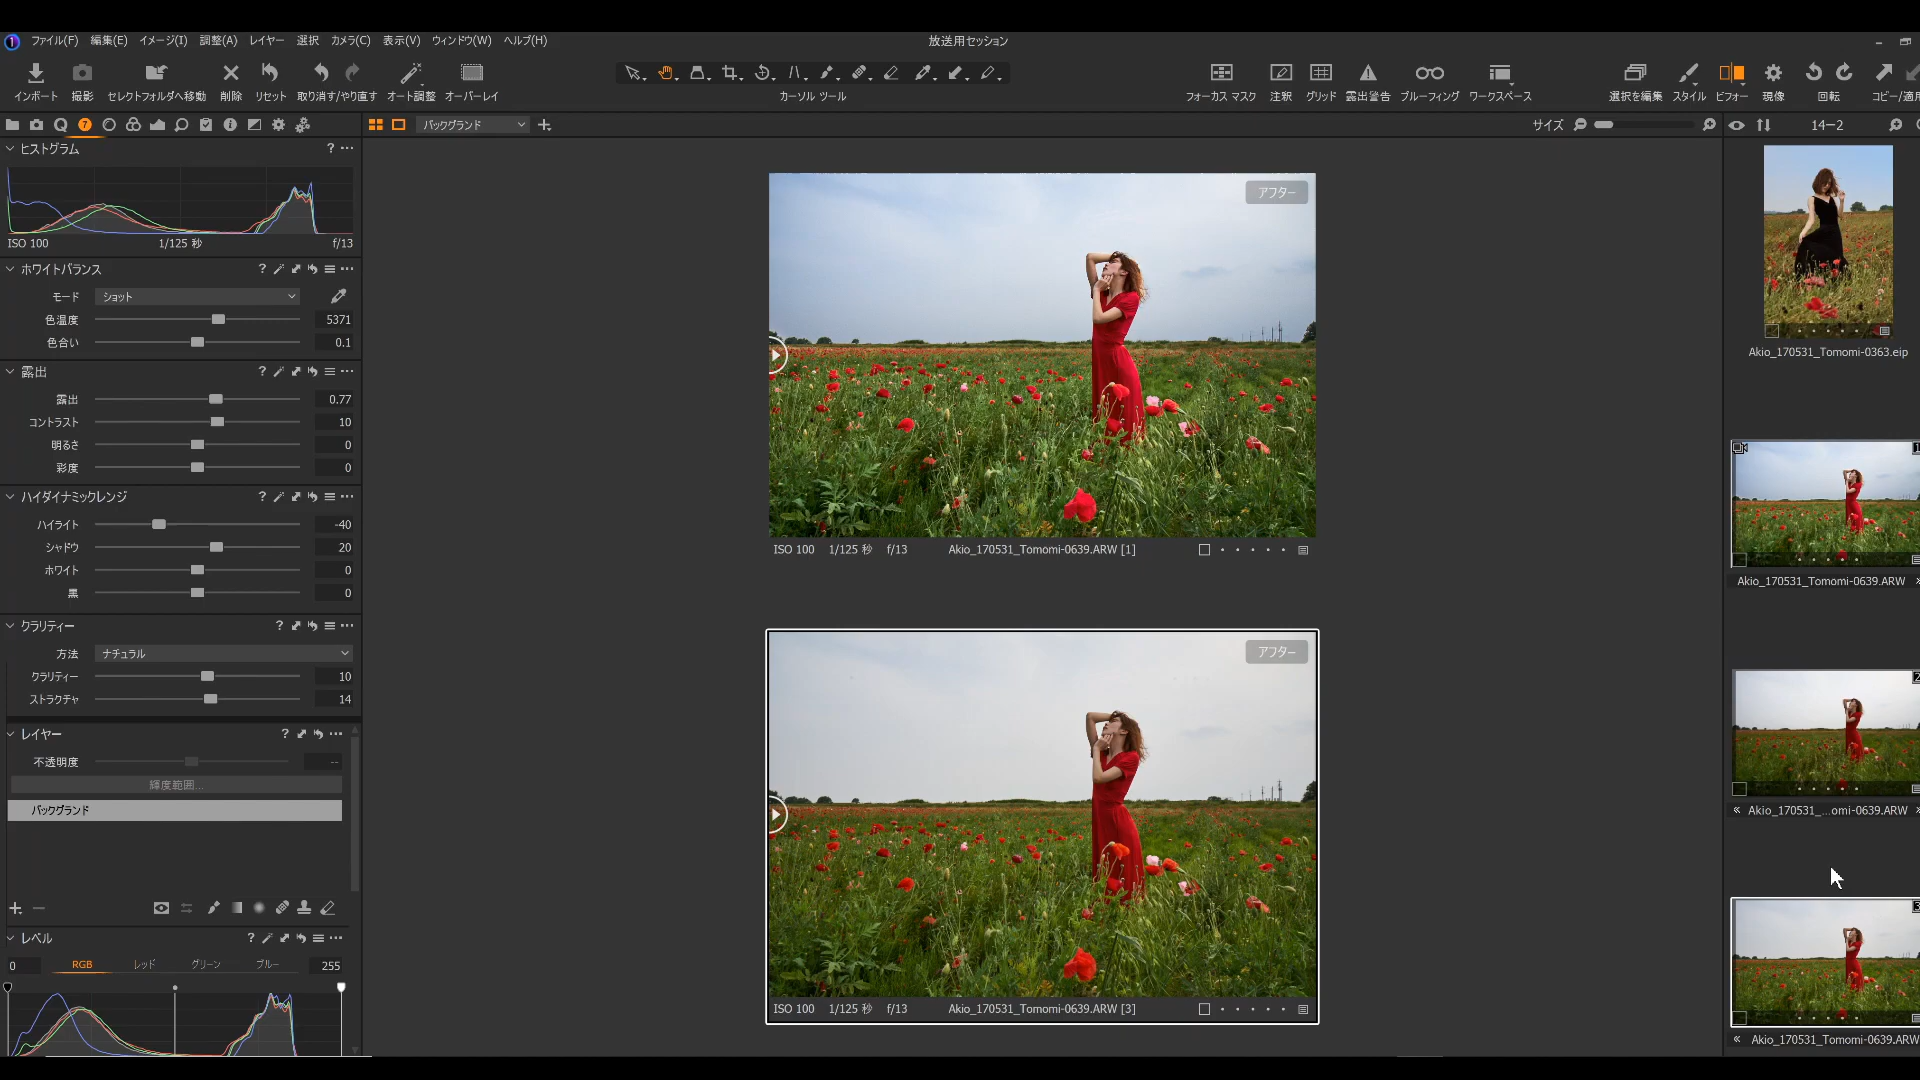 ファイル(F) 編集(E) イメージ(I) 調整(A) レイヤー 選択 カメラ(C) 表示(V) ウィンドウ(W) ヘルプ(H)
放送用セッション
インポート 撮影 セレクトフォルダへ移動 削除 リセット 取り消す/やり直す オート調整 オーバーレイ
カーソル ツール
フォーカス マスク 注釈 グリッド 露出警告 プルーフィング ワークスペース
選択を編集 スタイル ビフォー 現像 回転 コピー/適用
バックグランド
サイズ
14–2
ヒストグラム
ISO 100 1/125 秒 f/13
ホワイトバランス
モード ショット
色温度 5371
色合い 0.1
露出
露出 0.77
コントラスト 10
明るさ 0
彩度 0
ハイダイナミックレンジ
ハイライト -40
シャドウ 20
ホワイト 0
黒 0
クラリティー
方法 ナチュラル
クラリティー 10
ストラクチャ 14
レイヤー
不透明度 --
輝度範囲...
バックグランド
レベル
0 RGB レッド グリーン ブルー 255
アフター
ISO 100 1/125 秒 f/13 Akio_170531_Tomomi-0639.ARW [1]
アフター
ISO 100 1/125 秒 f/13 Akio_170531_Tomomi-0639.ARW [3]
Akio_170531_Tomomi-0363.eip
1
Akio_170531_Tomomi-0639.ARW »
2
« Akio_170531_...omi-0639.ARW »
3
« Akio_170531_Tomomi-0639.ARW